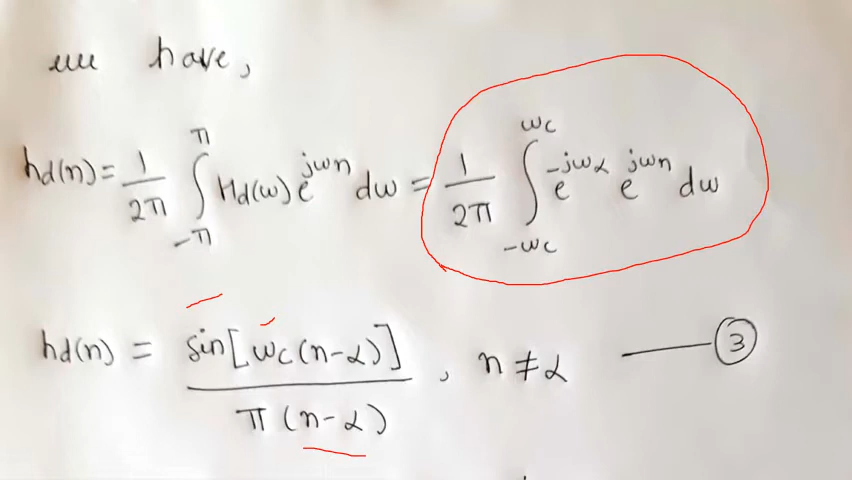 we have,
hd(n) = 1/2π ∫_{-π}^{π} Hd(ω) e^{jωn} dω = 1/2π ∫_{-ωc}^{ωc} e^{-jωα} e^{jωn} dω
hd(n) = sin[ωc(n-α)] / π(n-α) , n ≠ α —— ③